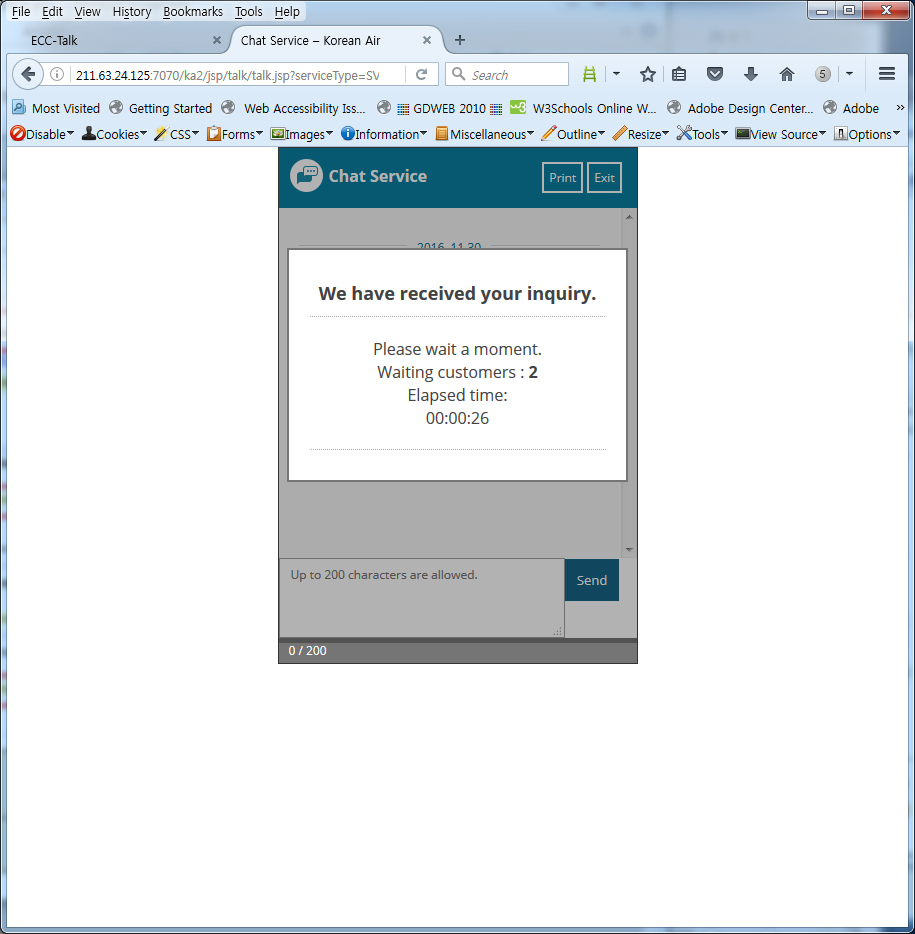 File Edit View History Bookmarks Tools Help
ECC-Talk
Chat Service – Korean Air
211.63.24.125:7070/ka2/jsp/talk/talk.jsp?serviceType=SV
Search
5
Most Visited Getting Started Web Accessibility Iss... GDWEB 2010 W3Schools Online W... Adobe Design Center... Adobe »
Disable Cookies CSS Forms Images Information Miscellaneous Outline Resize Tools View Source Options
Chat Service
Print Exit
2016. 11.30
We have received your inquiry.
Please wait a moment.
Waiting customers : 2
Elapsed time:
00:00:26
Up to 200 characters are allowed.
Send
0 / 200